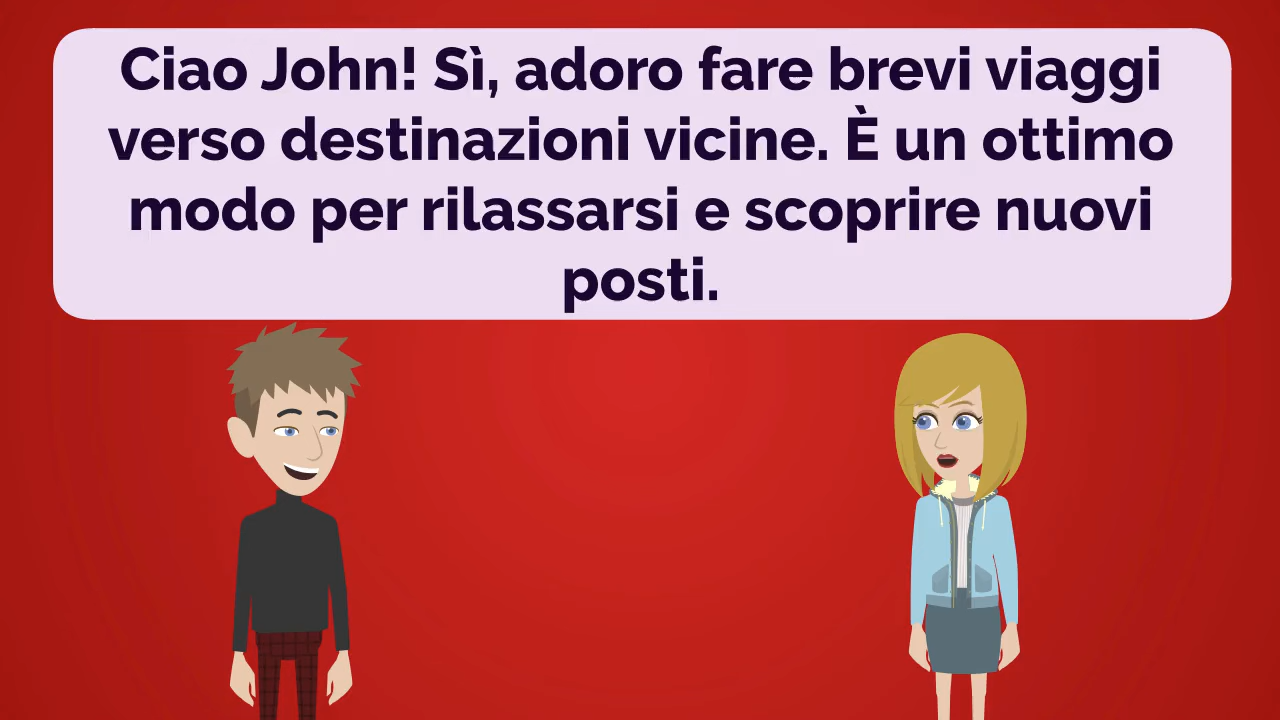 Ciao John! Sì, adoro fare brevi viaggi
verso destinazioni vicine. È un ottimo
modo per rilassarsi e scoprire nuovi
posti.